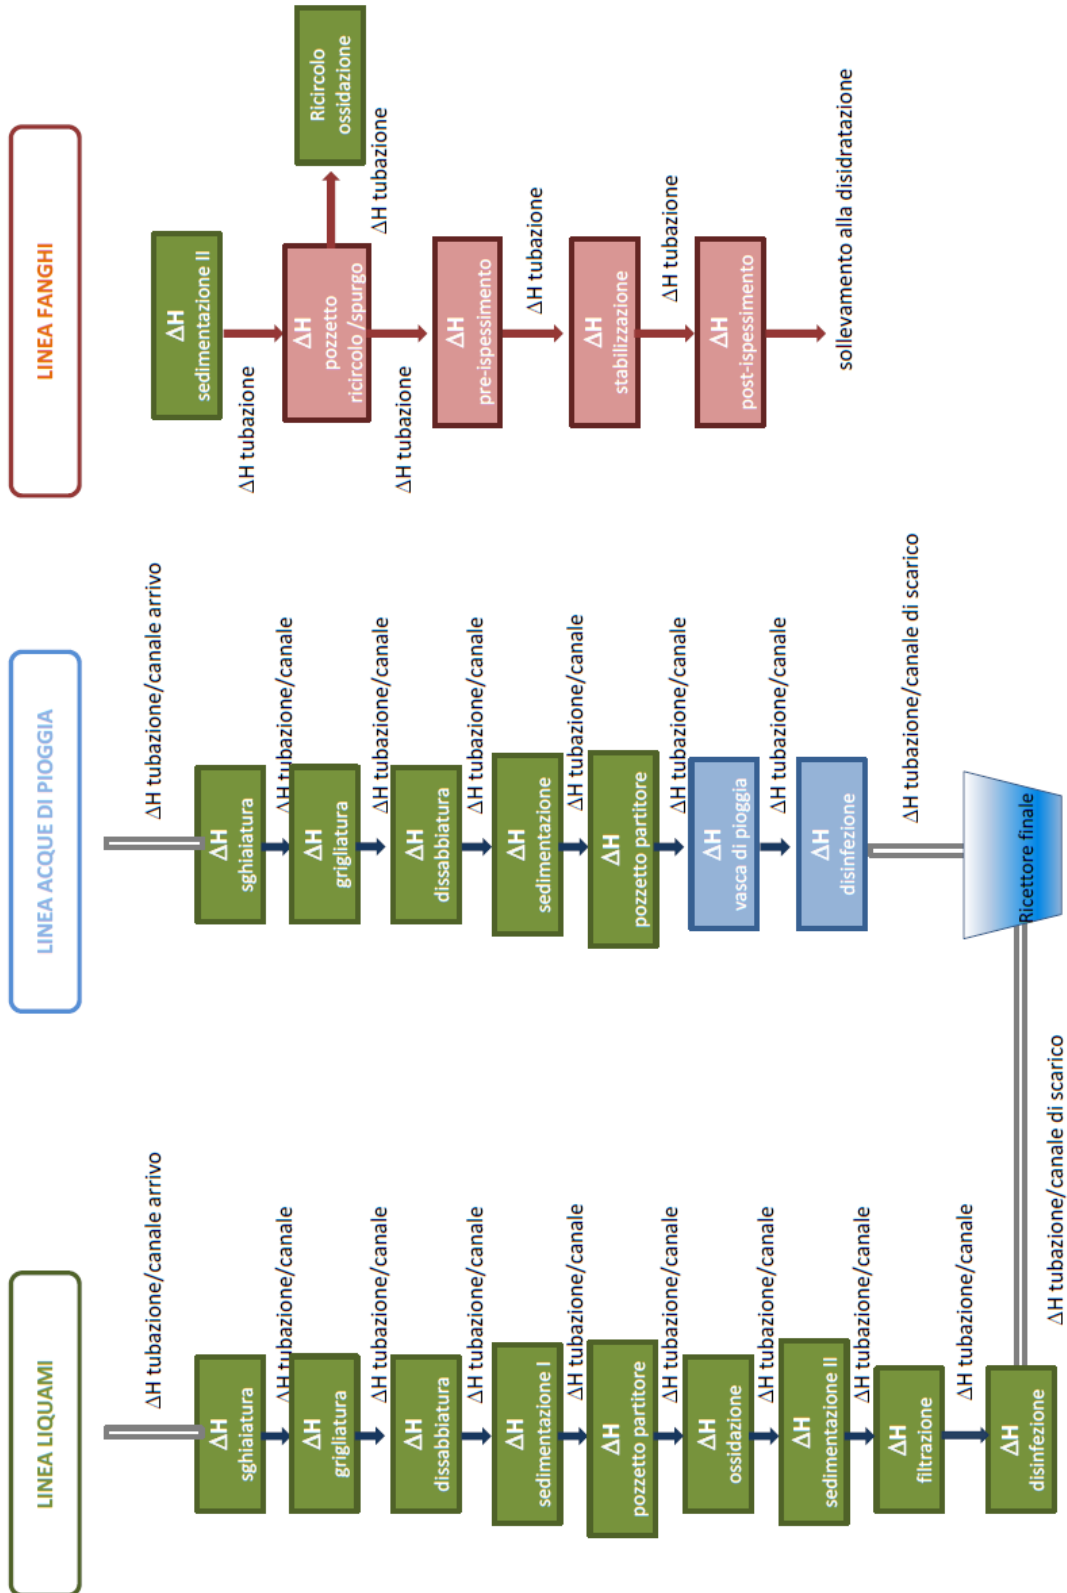 LINEA LIQUAMI
ΔH tubazione/canale arrivo
ΔH
sghiaiatura
ΔH tubazione/canale
ΔH
grigliatura
ΔH tubazione/canale
ΔH
dissabbiatura
ΔH tubazione/canale
ΔH
sedimentazione I
ΔH tubazione/canale
ΔH
pozzetto partitore
ΔH tubazione/canale
ΔH
ossidazione
ΔH tubazione/canale
ΔH
sedimentazione II
ΔH tubazione/canale
ΔH
filtrazione
ΔH tubazione/canale
ΔH
disinfezione
ΔH tubazione/canale di scarico
LINEA ACQUE DI PIOGGIA
ΔH tubazione/canale arrivo
ΔH
sghiaiatura
ΔH tubazione/canale
ΔH
grigliatura
ΔH tubazione/canale
ΔH
dissabbiatura
ΔH tubazione/canale
ΔH
sedimentazione
ΔH tubazione/canale
ΔH
pozzetto partitore
ΔH tubazione/canale
ΔH
vasca di pioggia
ΔH tubazione/canale
ΔH
disinfezione
ΔH tubazione/canale di scarico
Ricettore finale
LINEA FANGHI
ΔH
sedimentazione II
ΔH tubazione
ΔH
pozzetto
ricircolo /spurgo
Ricircolo
ossidazione
ΔH tubazione
ΔH tubazione
ΔH
pre-ispessimento
ΔH tubazione
ΔH
stabilizzazione
ΔH tubazione
ΔH
post-ispessimento
sollevamento alla disidratazione